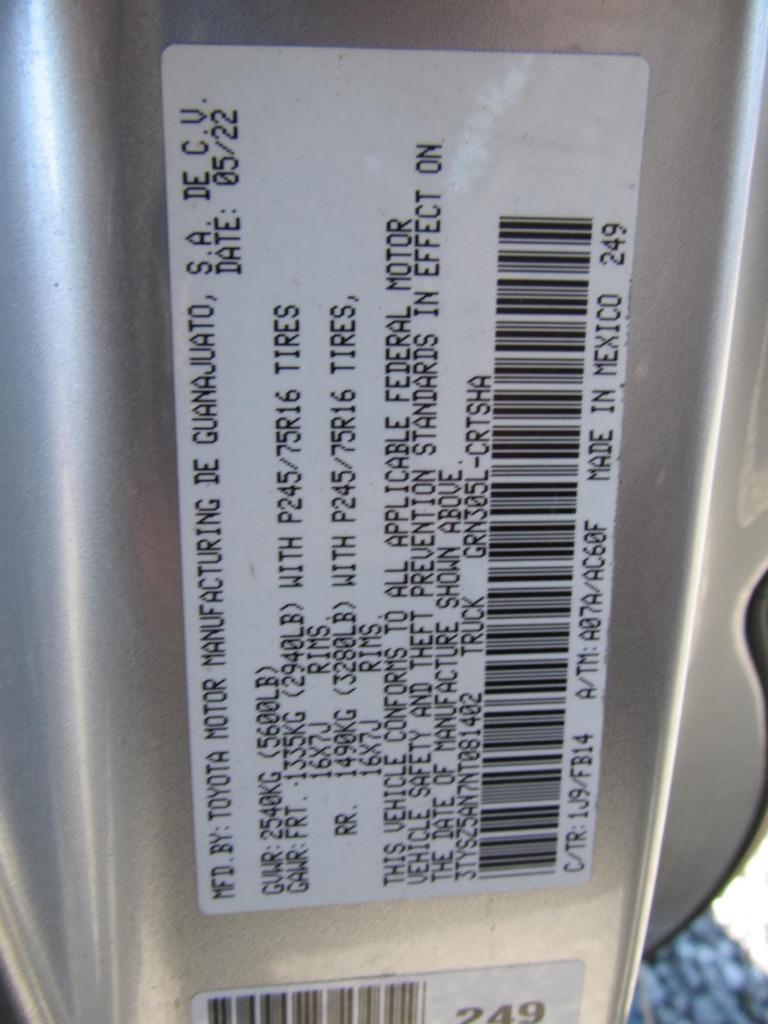 MFD.BY:TOYOTA MOTOR MANUFACTURING DE GUANAJUATO, S.A. DE C.V.
DATE: 05/22
GVWR:2540KG (5600LB)
GAWR:FRT. 1335KG (2940LB) WITH P245/75R16 TIRES
16X7J RIMS.
RR. 1490KG (3280LB) WITH P245/75R16 TIRES,
16X7J RIMS.
THIS VEHICLE CONFORMS TO ALL APPLICABLE FEDERAL MOTOR
VEHICLE SAFETY AND THEFT PREVENTION STANDARDS IN EFFECT ON
THE DATE OF MANUFACTURE SHOWN ABOVE.
3TYSZ5AN7NT081402 TRUCK GRN305L-CRTSHA
C/TR:1J9/FB14 A/TM:A07A/AC60F MADE IN MEXICO 249
249